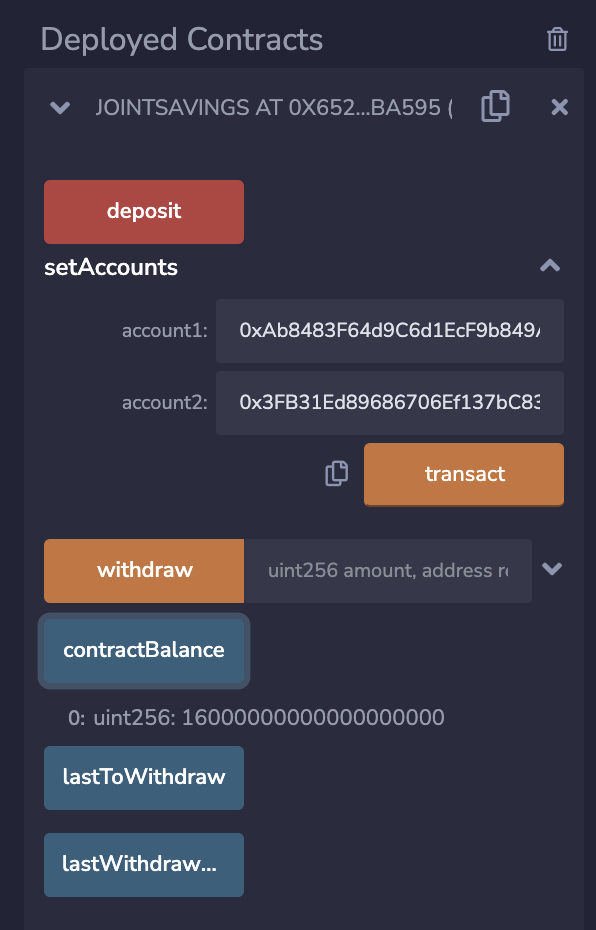 Deployed Contracts
JOINTSAVINGS AT 0X652...BA595 (
deposit
setAccounts
account1: 0xAb8483F64d9C6d1EcF9b849A
account2: 0x3FB31Ed89686706Ef137bC83
transact
withdraw uint256 amount, address re
contractBalance
0: uint256: 16000000000000000000
lastToWithdraw
lastWithdraw...